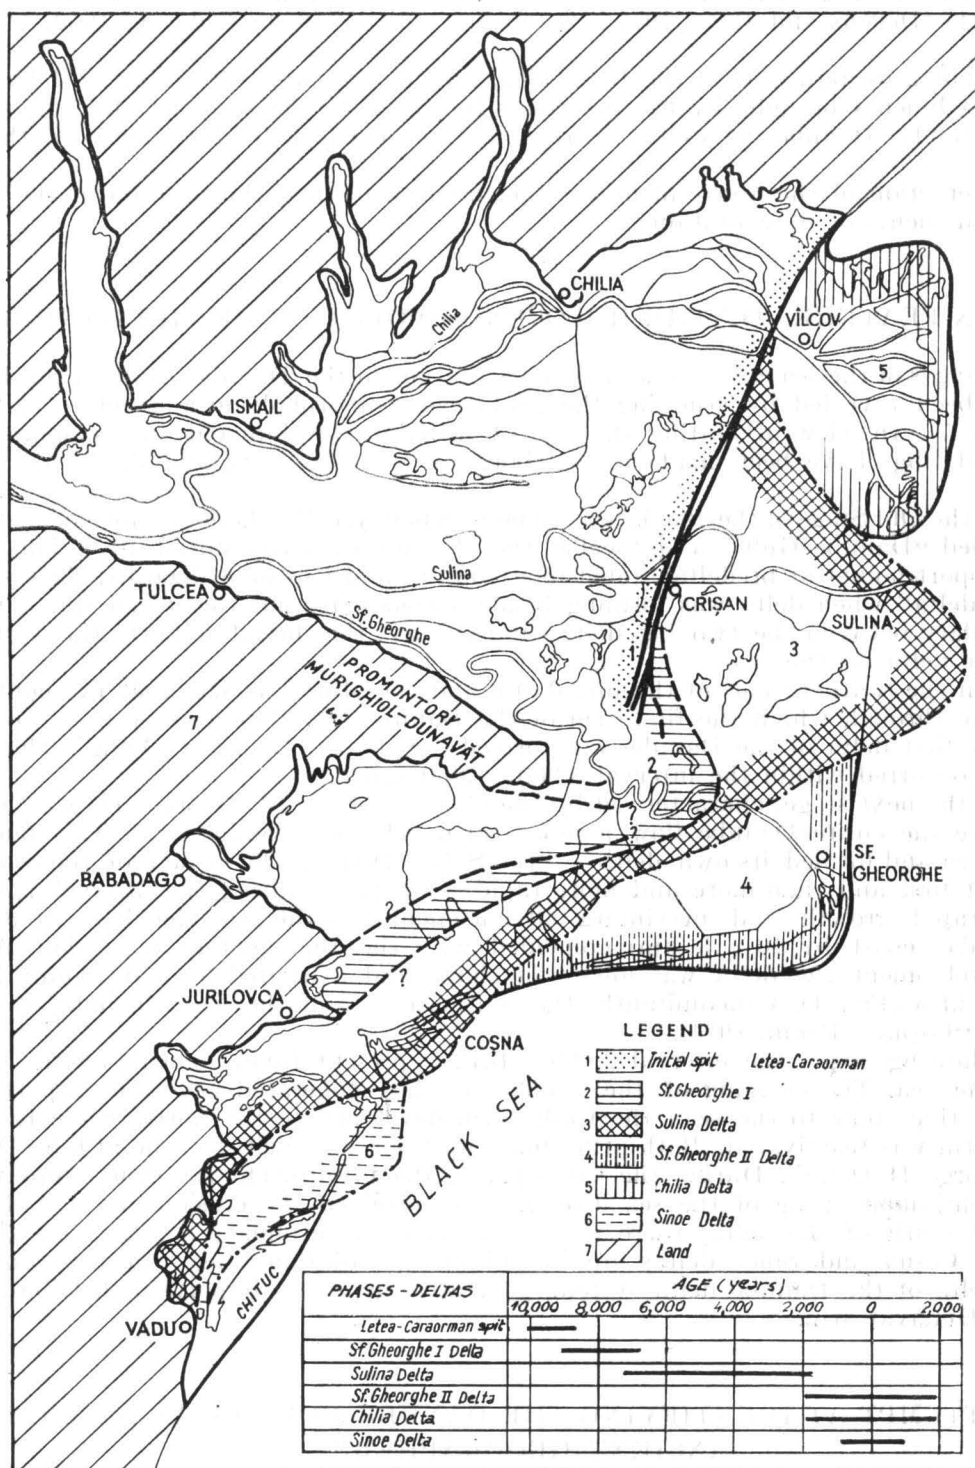 CHILIA
Chilia
VÎLCOV
5
ISMAIL
Sulina
TULCEA
CRIȘAN
SULINA
Sf. Gheorghe
1
3
PROMONTORY
MURIGHIOL-DUNAVĂT
7
2
?
?
SF.
GHEORGHE
BABADAG
4
?
?
JURILOVCA
COȘNA
BLACK SEA
6
CHITUC
VADU
LEGEND
1 Initial spit Letea-Caraorman
2 Sf.Gheorghe I
3 Sulina Delta
4 Sf.Gheorghe II Delta
5 Chilia Delta
6 Sinoe Delta
7 Land
PHASES - DELTAS AGE (years)
10,000 8,000 6,000 4,000 2,000 0 2,000
Letea-Caraorman spit
Sf.Gheorghe I Delta
Sulina Delta
Sf.Gheorghe II Delta
Chilia Delta
Sinoe Delta